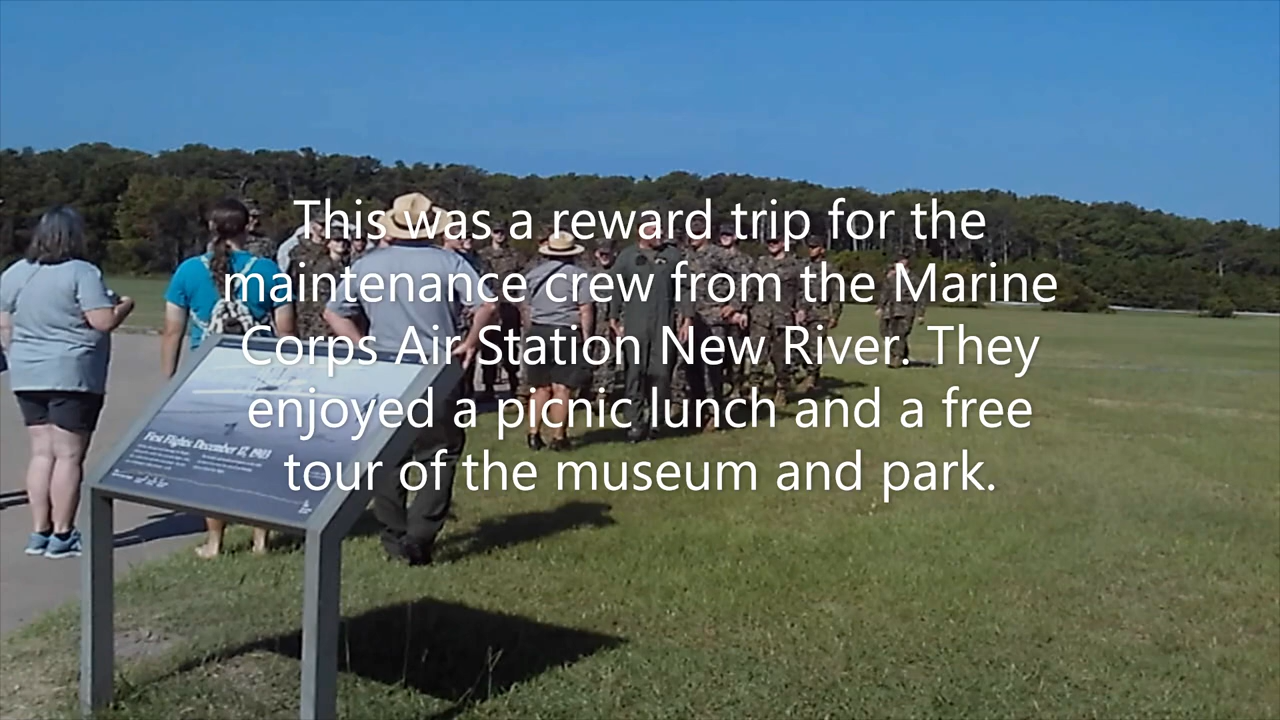 This was a reward trip for the
maintenance crew from the Marine
Corps Air Station New River. They
enjoyed a picnic lunch and a free
tour of the museum and park.
First Flights: December 17, 1903